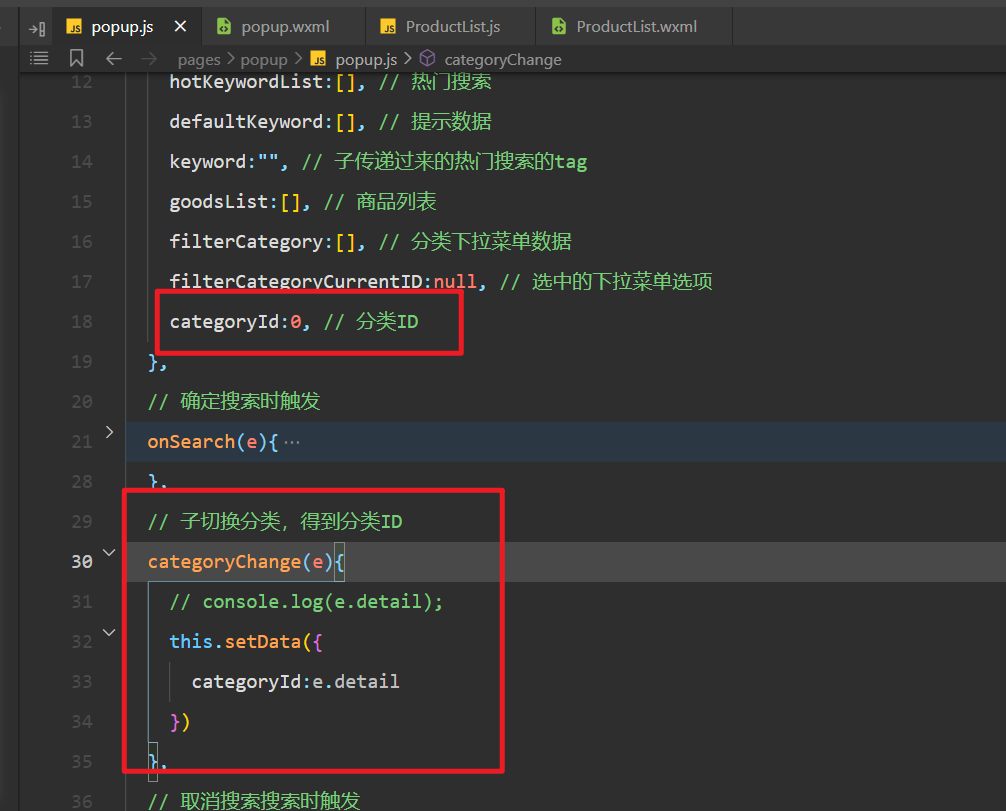 JS popup.js × popup.wxml JS ProductList.js ProductList.wxml
pages > popup > JS popup.js > categoryChange
12 hotKeywordList:[], // 热门搜索
13 defaultKeyword:[], // 提示数据
14 keyword:"", // 子传递过来的热门搜索的tag
15 goodsList:[], // 商品列表
16 filterCategory:[], // 分类下拉菜单数据
17 filterCategoryCurrentID:null, // 选中的下拉菜单选项
18 categoryId:0, // 分类ID
19 },
20 // 确定搜索时触发
21 onSearch(e){ ···
28 },
29 // 子切换分类，得到分类ID
30 categoryChange(e){
31 // console.log(e.detail);
32 this.setData({
33 categoryId:e.detail
34 })
35 },
36 // 取消搜索搜索时触发